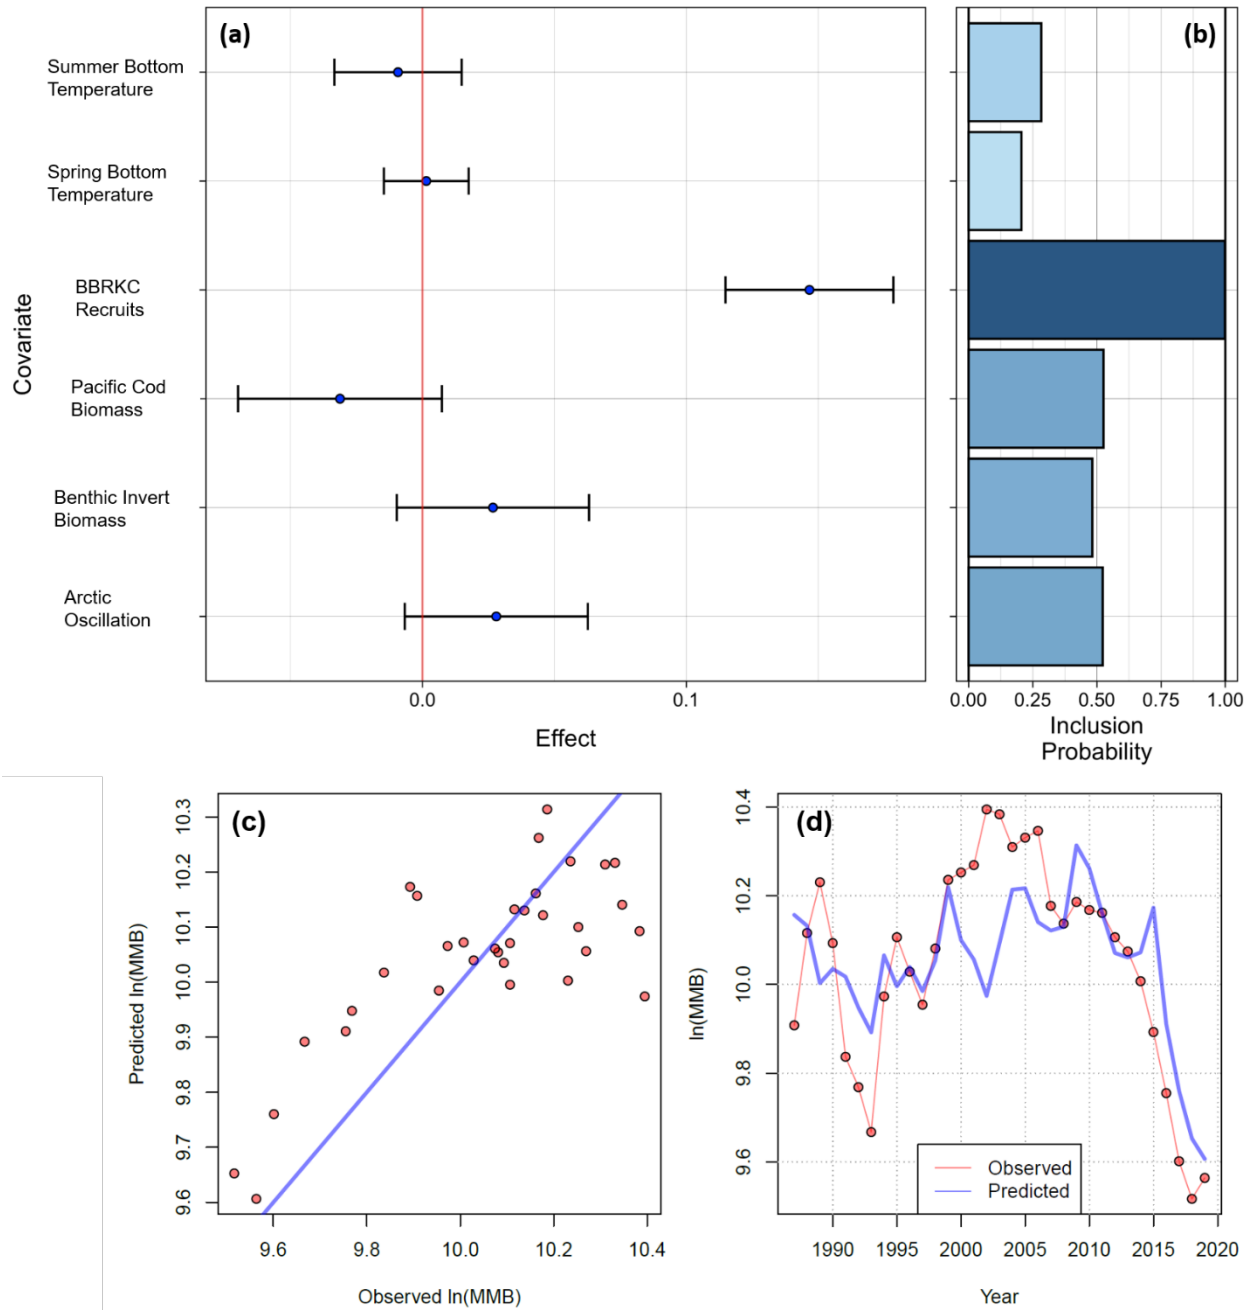 (a)
(b)
Summer Bottom
Temperature
Spring Bottom
Temperature
BBRKC
Recruits
Pacific Cod
Biomass
Benthic Invert
Biomass
Arctic
Oscillation
Covariate
0.0
0.1
Effect
0.00 0.25 0.50 0.75 1.00
Inclusion
Probability
(c)
10.3
10.2
10.1
10.0
9.9
9.8
9.7
9.6
Predicted ln(MMB)
9.6 9.8 10.0 10.2 10.4
Observed ln(MMB)
(d)
10.4
10.2
10.0
9.8
9.6
ln(MMB)
Observed
Predicted
1990 1995 2000 2005 2010 2015 2020
Year